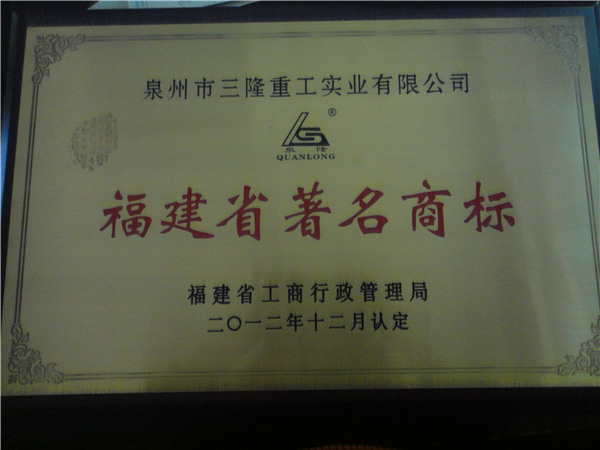 泉州市三隆重工实业有限公司
®
泉 隆
QUANLONG
福建省著名商标
福建省工商行政管理局
二〇一二年十二月认定